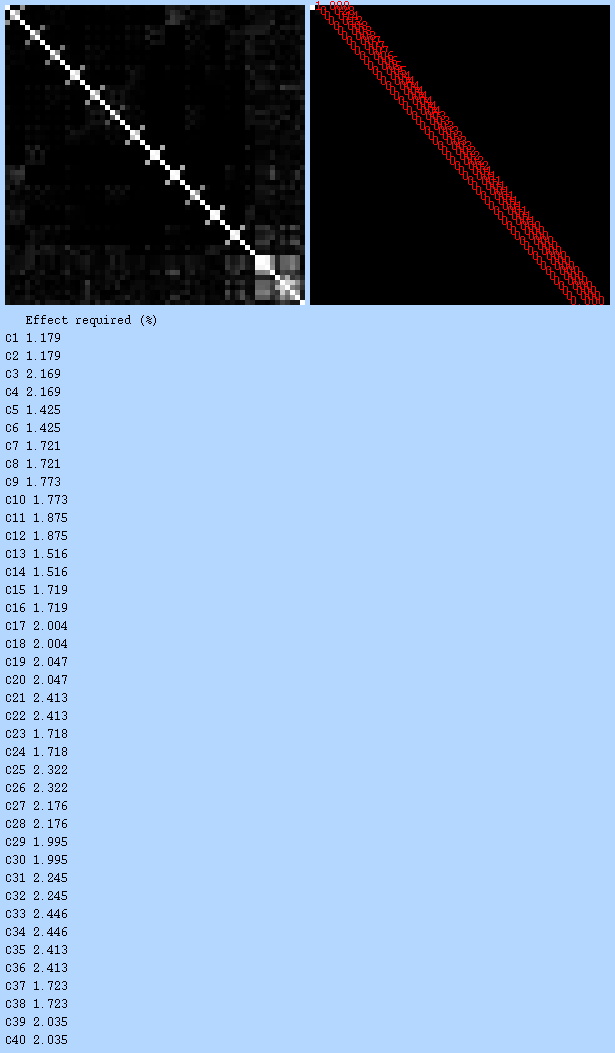 1.000
Effect required (%)
C1 1.179
C2 1.179
C3 2.169
C4 2.169
C5 1.425
C6 1.425
C7 1.721
C8 1.721
C9 1.773
C10 1.773
C11 1.875
C12 1.875
C13 1.516
C14 1.516
C15 1.719
C16 1.719
C17 2.004
C18 2.004
C19 2.047
C20 2.047
C21 2.413
C22 2.413
C23 1.718
C24 1.718
C25 2.322
C26 2.322
C27 2.176
C28 2.176
C29 1.995
C30 1.995
C31 2.245
C32 2.245
C33 2.446
C34 2.446
C35 2.413
C36 2.413
C37 1.723
C38 1.723
C39 2.035
C40 2.035